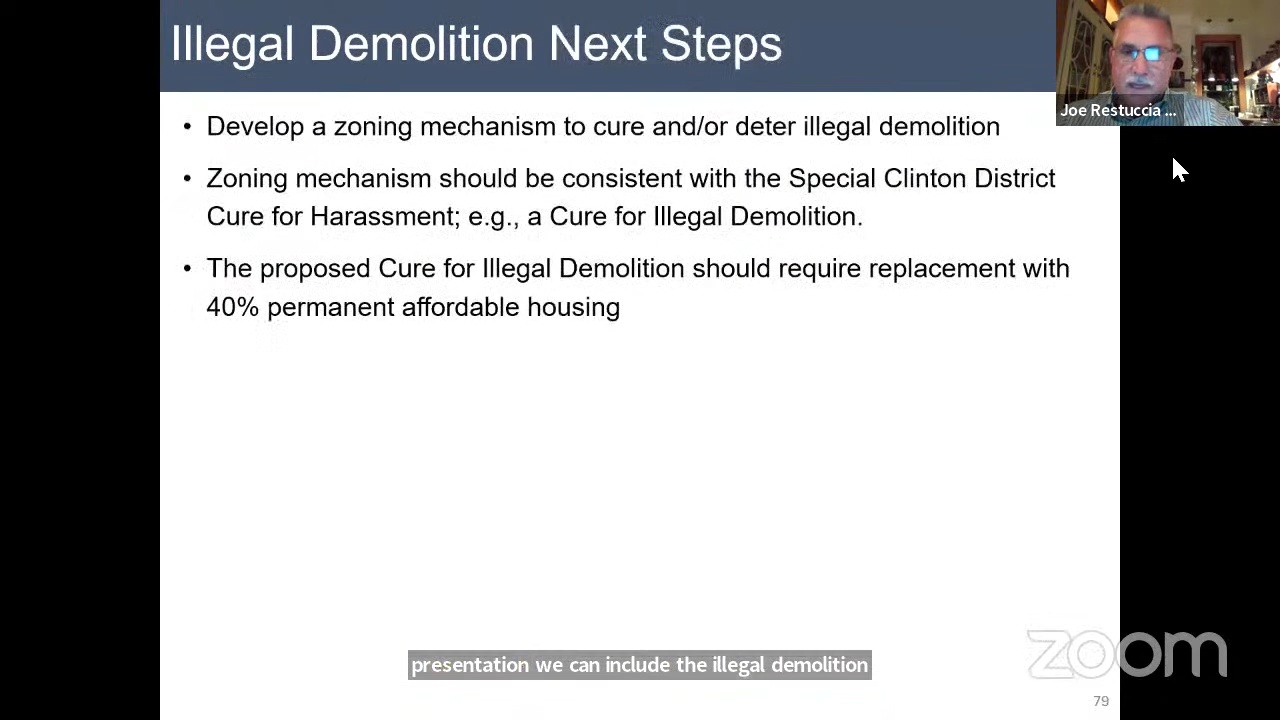 Illegal Demolition Next Steps
Joe Restuccia ...
• Develop a zoning mechanism to cure and/or deter illegal demolition
• Zoning mechanism should be consistent with the Special Clinton District
Cure for Harassment; e.g., a Cure for Illegal Demolition.
• The proposed Cure for Illegal Demolition should require replacement with
40% permanent affordable housing
presentation we can include the illegal demolition
zoom
79